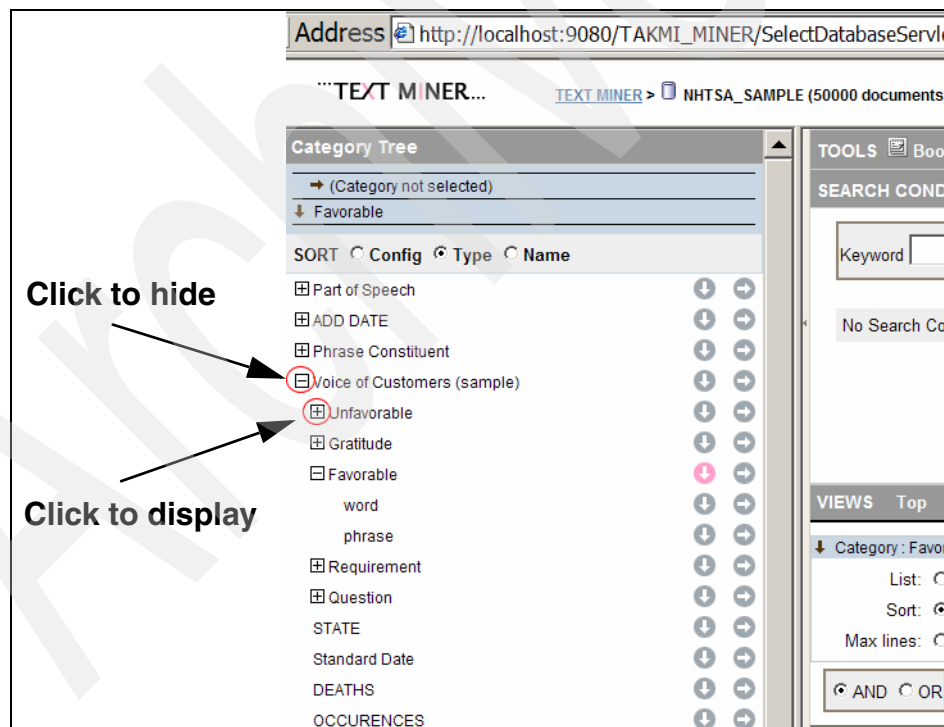 Address http://localhost:9080/TAKMI_MINER/SelectDatabaseServle
TEXT MINER...
TEXT MINER > NHTSA_SAMPLE (50000 documents
Category Tree
(Category not selected)
Favorable
SORT Config Type Name
Part of Speech
ADD DATE
Phrase Constituent
Voice of Customers (sample)
Unfavorable
Gratitude
Favorable
word
phrase
Requirement
Question
STATE
Standard Date
DEATHS
OCCURENCES
Click to hide
Click to display
TOOLS Boo
SEARCH COND
Keyword
No Search Co
VIEWS Top
Category : Favo
List:
Sort:
Max lines:
AND OR
Archiv